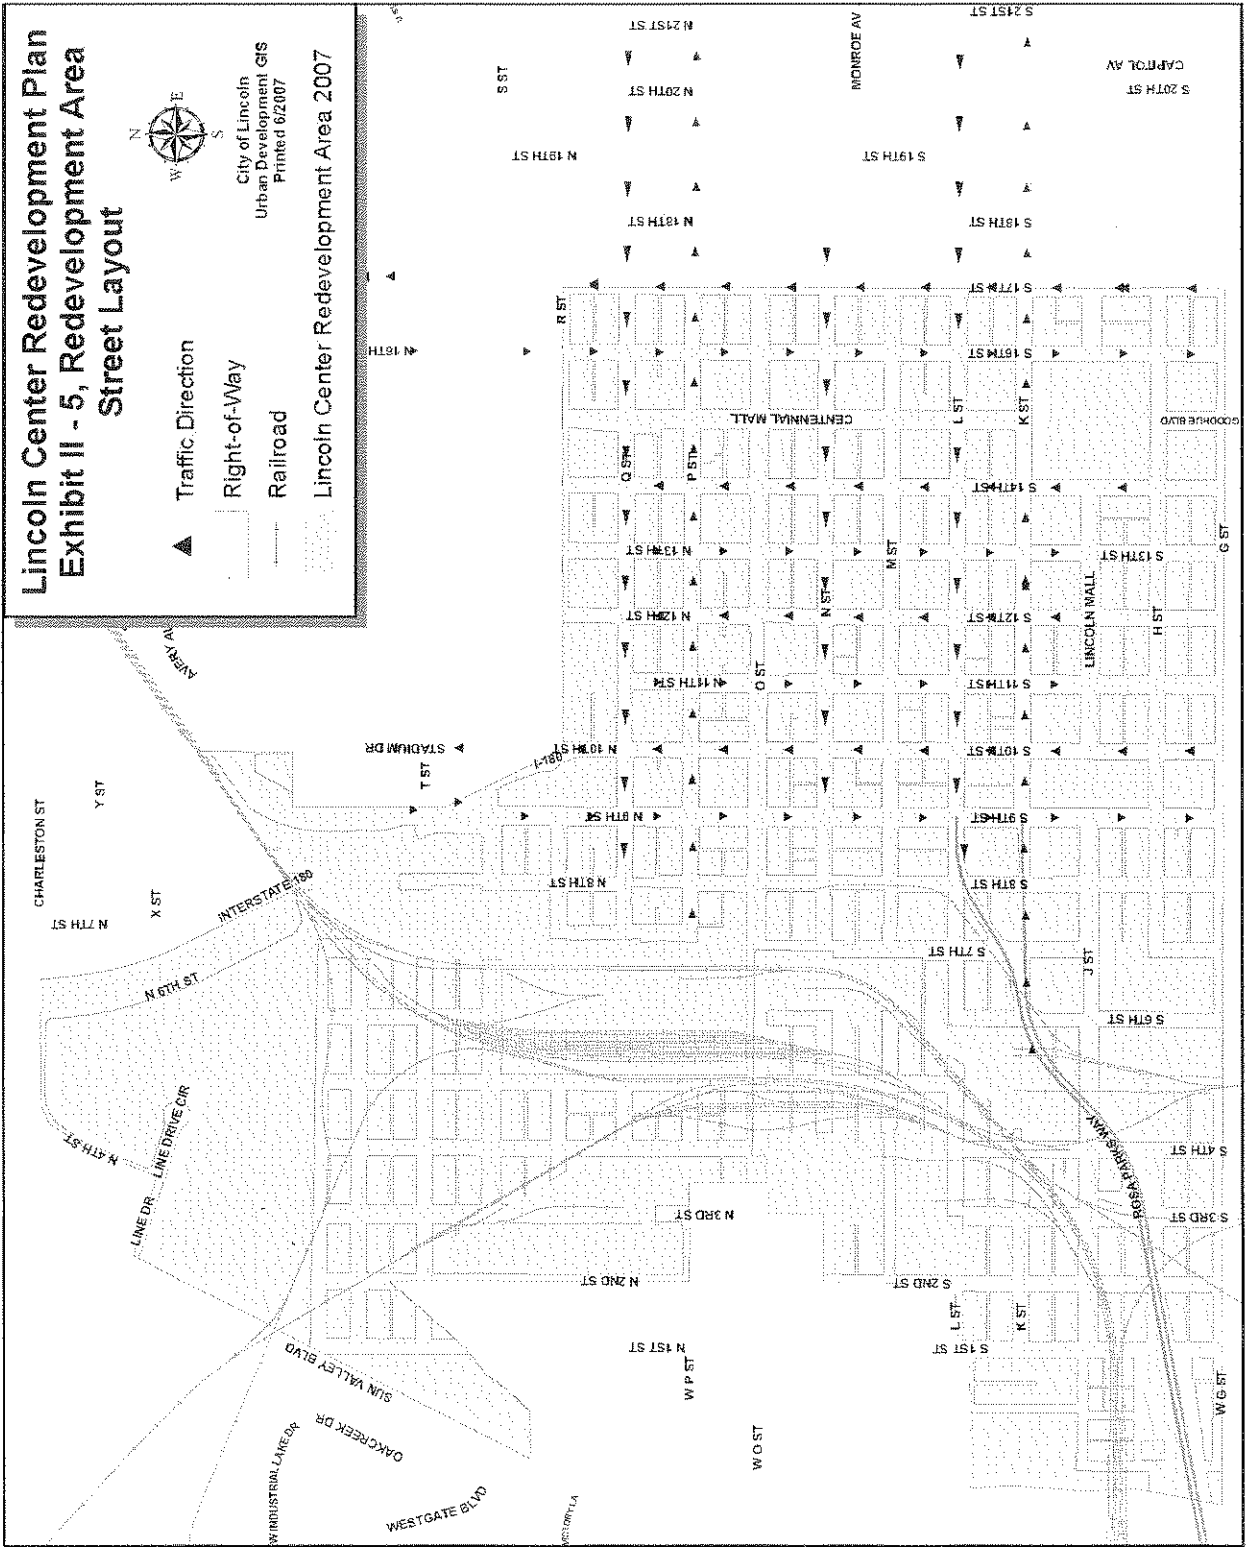 Lincoln Center Redevelopment Plan
Exhibit II - 5, Redevelopment Area
Street Layout
N
E
S
W
Traffic Direction
Right-of-Way
Railroad
Lincoln Center Redevelopment Area 2007
City of Lincoln
Urban Development GIS
Printed 6/2007
CHARLESTON ST
Y ST
X ST
N 7TH ST
INTERSTATE 180
N 6TH ST
N 4TH ST
LINE DRIVE CIR
LINE DR
SUN VALLEY BLVD
OAKCREEK DR
W INDUSTRIAL LAKE DR
WESTGATE BLVD
STADIUM DR
T ST
I-180
N 16TH
S ST
R ST
N 21ST ST
N 20TH ST
N 19TH ST
N 18TH ST
MONROE AV
S 21ST ST
CAPITOL AV
S 20TH ST
S 19TH ST
S 18TH ST
S 17TH ST
S 16TH ST
CENTENNIAL MALL
L ST
K ST
GOODHUE BLVD
Q ST
P ST
S 14TH ST
N 13TH ST
M ST
S 13TH ST
G ST
N 12TH ST
N ST
S 12TH ST
LINCOLN MALL
H ST
N 11TH ST
O ST
S 11TH ST
N 10TH ST
S 10TH ST
N 9TH ST
S 9TH ST
N 8TH ST
S 8TH ST
S 7TH ST
J ST
S 6TH ST
ROSA PARKS WAY
S 4TH ST
N 3RD ST
S 3RD ST
N 2ND ST
S 2ND ST
L ST
K ST
N 1ST ST
S 1ST ST
W P ST
W G ST
W O ST